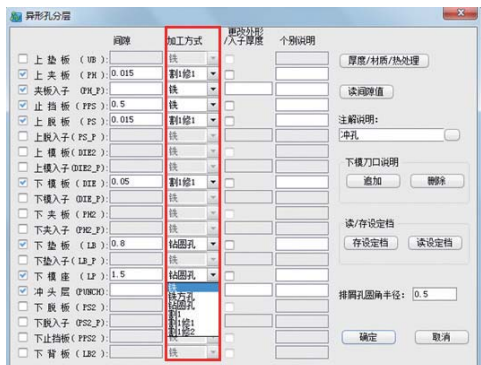 异形孔分层
间隙 加工方式 更改外形/入子厚度 个别说明
上垫板 (UB ): 铣
上夹板 (PH ): 0.015 割1修1
夹板入子 (PH_P): 铣
止挡板 (PPS ): 0.5 铣
上脱板 (PS ): 0.015 割1修1
上脱入子(PS_P ): 铣
上模板 (DIE2 ): 铣
上模入子(DIE2_P): 铣
下模板 (DIE ): 0.05 割1修1
下模入子 (DIE_P): 铣
下夹板 (PH2 ): 铣
下夹入子 (PH2_P): 铣
下垫板 (LB ): 0.8 钻圆孔
下垫入子(LB_P ): 铣
下模座 (LP ): 1.5 钻圆孔
冲头层 (PUNCH): 铣
下脱板 (PS2 ): 铣方孔
钻圆孔
下脱入子 (PS2_P): 割1
割1修1
下止挡板(PPS2 ): 割1修2
下背板 (LB2 ): 铣
厚度/材质/热处理
读间隙值
注解说明:
冲孔
下模刀口说明
追加 删除
读/存设定档
存设定档 读设定档
排屑孔圆角半径: 0.5
确定 取消